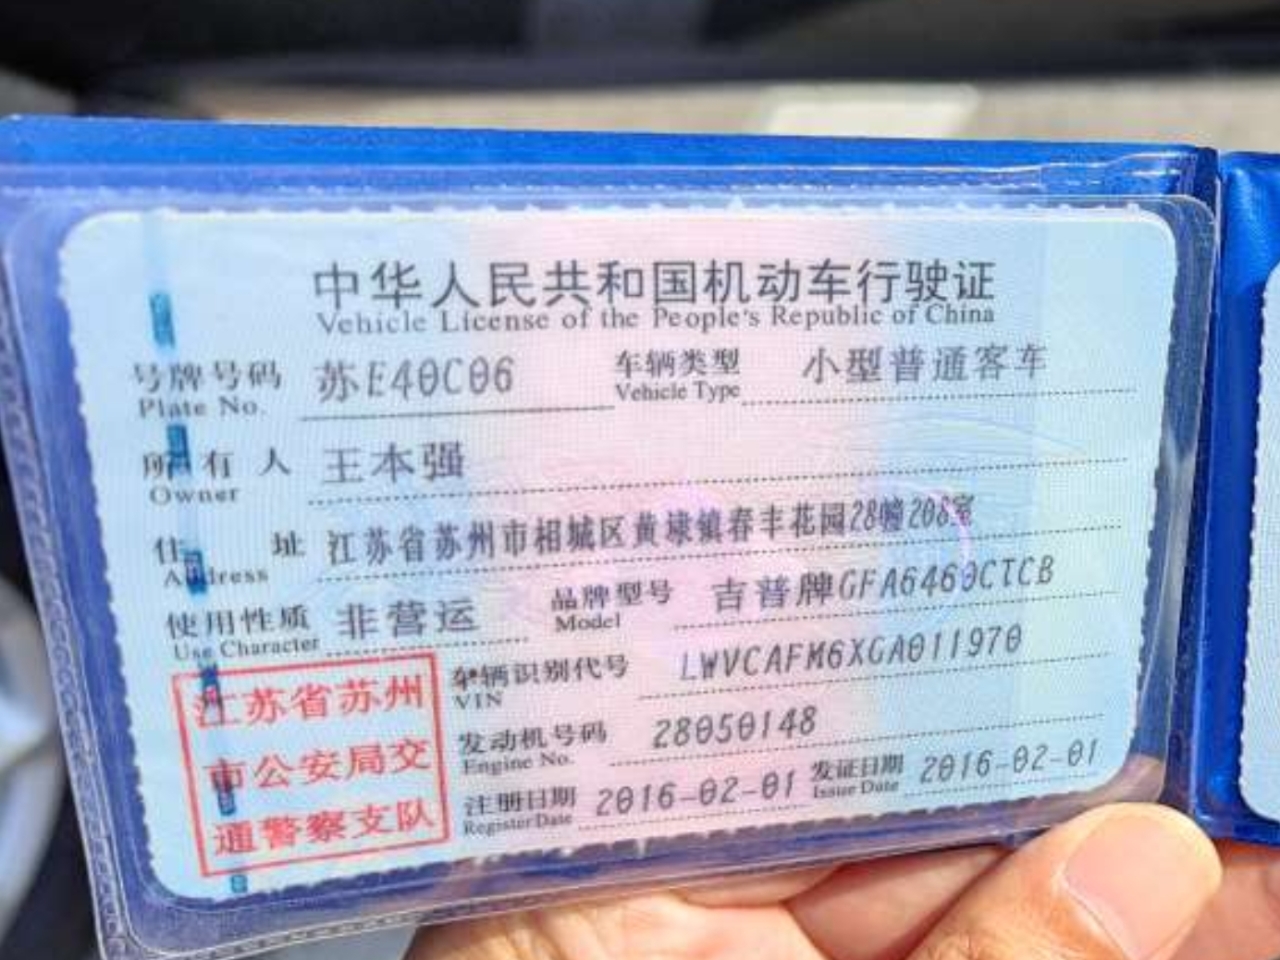 中华人民共和国机动车行驶证
Vehicle License of the People's Republic of China
号牌号码 苏E40C06 车辆类型 小型普通客车
Plate No. Vehicle Type
所有人 王本强
Owner
住址 江苏省苏州市相城区黄埭镇春丰花园28幢208室
Address
使用性质 非营运 品牌型号 吉普牌GFA6460CTCB
Use Character Model
车辆识别代号 LWVCAFM6XGA011970
VIN
发动机号码 28050148
Engine No.
注册日期 2016-02-01 发证日期 2016-02-01
Register Date Issue Date
江苏省苏州
市公安局交
通警察支队